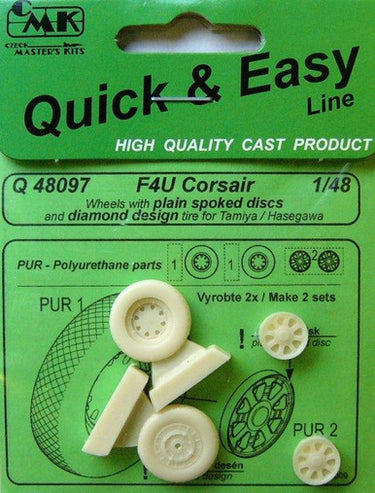 CMK
CZECH
MASTER'S KITS
Quick & Easy
Line
HIGH QUALITY CAST PRODUCT
Q 48097 F4U Corsair 1/48
Wheels with plain spoked discs
and diamond design tire for Tamiya / Hasegawa
PUR - Polyurethane parts 1 1 2
Vyrobte 2x / Make 2 sets
PUR 1
! sk
disc
PUR 2
! desén